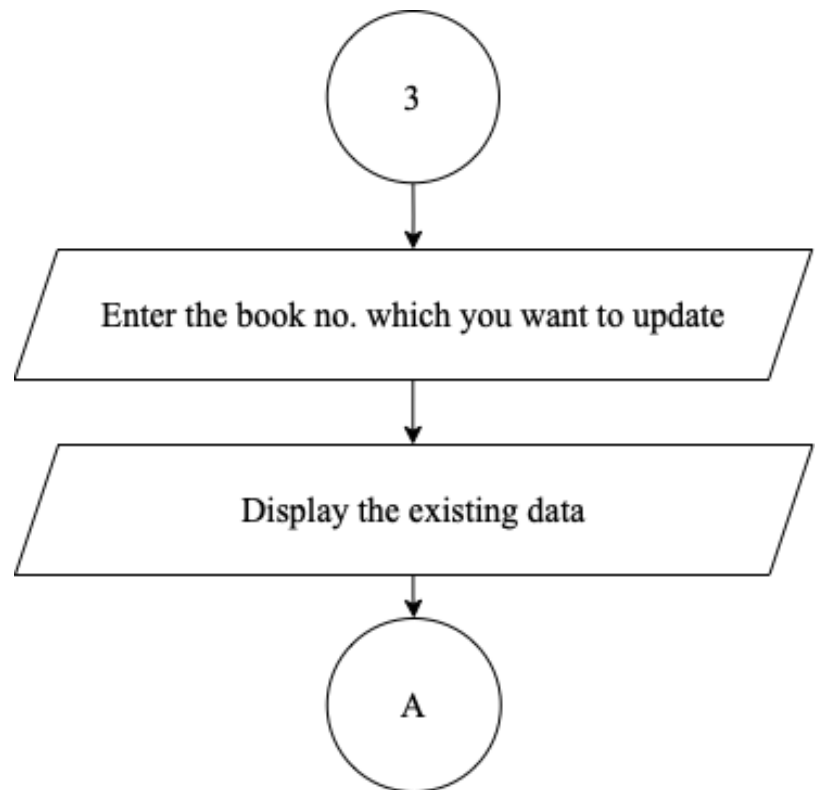 3
Enter the book no. which you want to update
Display the existing data
A